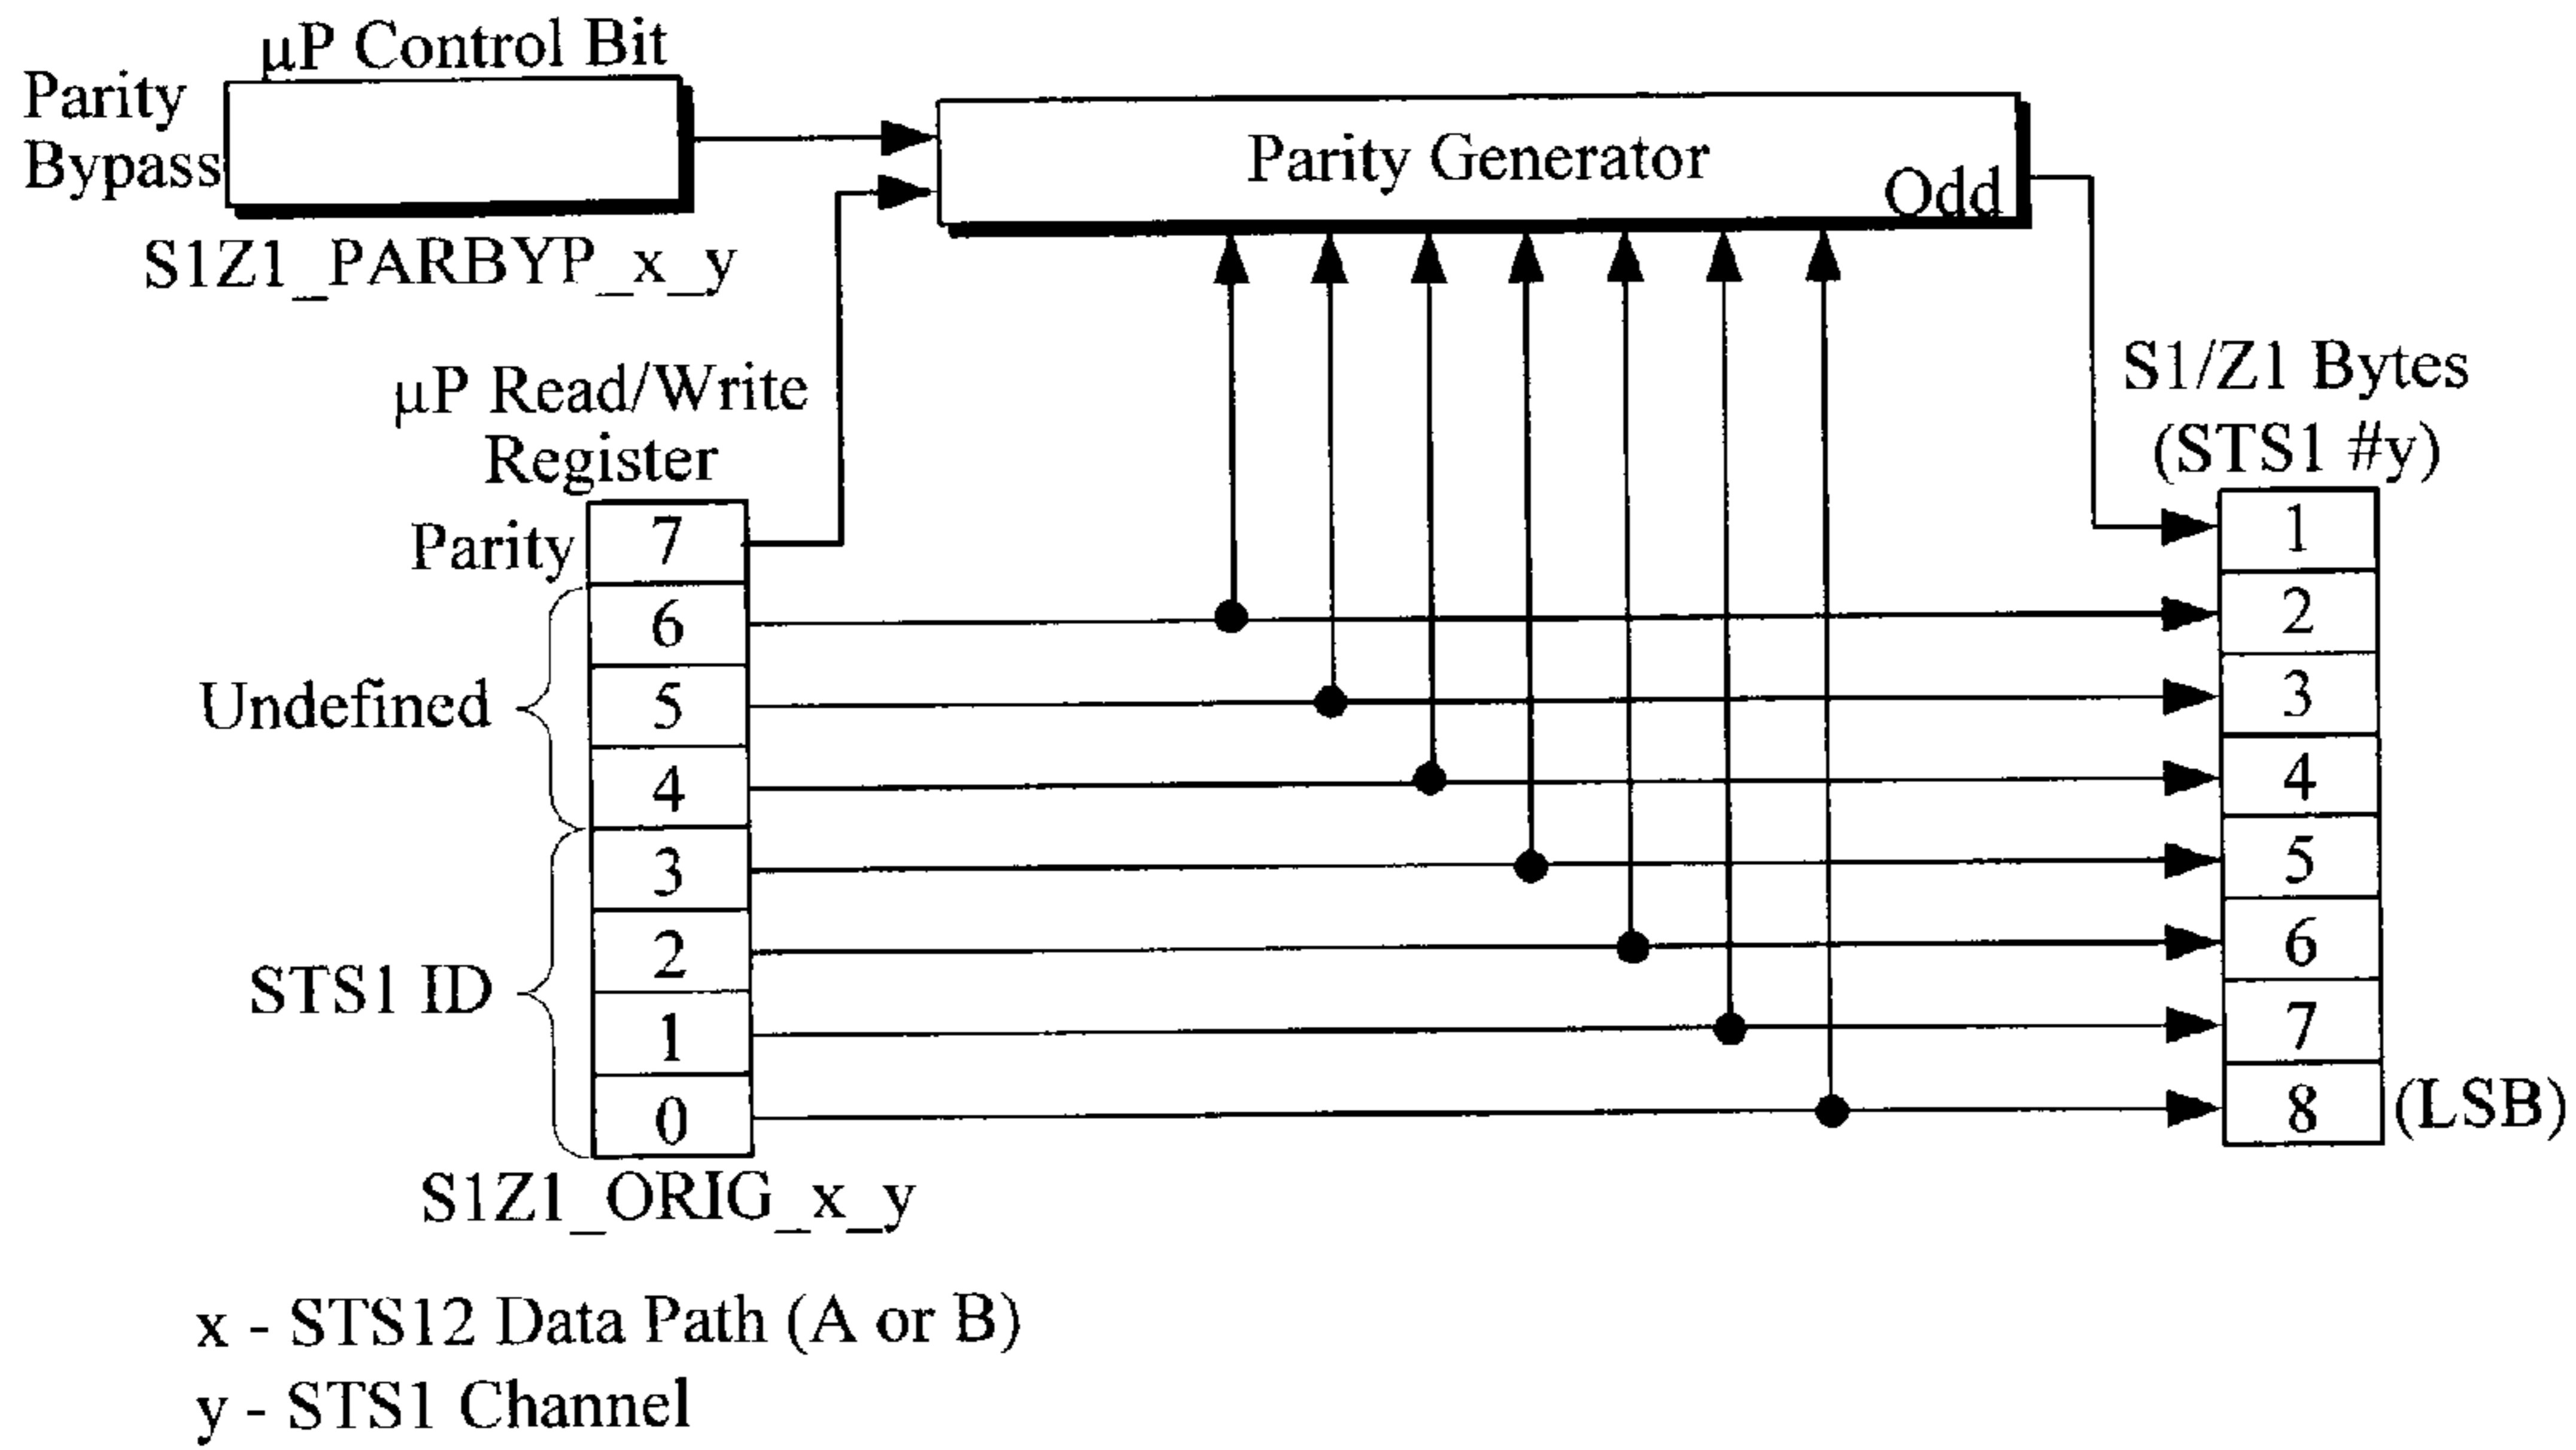 μP Control Bit
Parity
Bypass
Parity Generator
Odd
S1Z1_PARBYP_x_y
μP Read/Write
Register
S1/Z1 Bytes
(STS1 #y)
Parity
7
6
5
4
3
2
1
0
Undefined
STS1 ID
1
2
3
4
5
6
7
8
(LSB)
S1Z1_ORIG_x_y
x - STS12 Data Path (A or B)
y - STS1 Channel